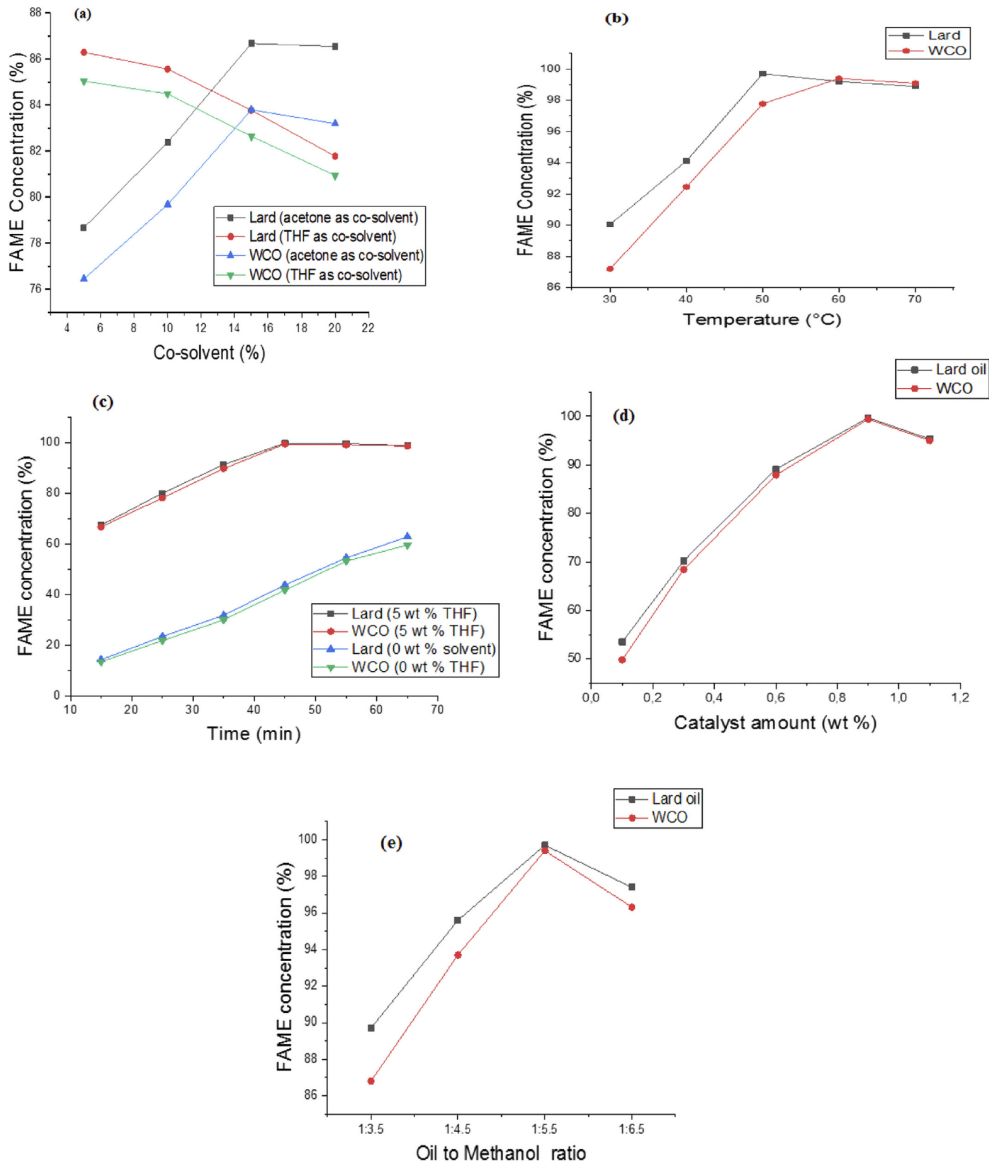 (a)
88
86
84
82
80
78
76
FAME Concentration (%)
Lard (acetone as co-solvent)
Lard (THF as co-solvent)
WCO (acetone as co-solvent)
WCO (THF as co-solvent)
4 6 8 10 12 14 16 18 20 22
Co-solvent (%)
(b)
Lard
WCO
100
98
96
94
92
90
88
86
FAME Concentration (%)
30 40 50 60 70
Temperature (°C)
(c)
100
80
60
40
20
0
FAME concentration (%)
Lard (5 wt % THF)
WCO (5 wt % THF)
Lard (0 wt % solvent)
WCO (0 wt % THF)
10 20 30 40 50 60 70
Time (min)
(d)
Lard oil
WCO
100
90
80
70
60
50
FAME concentration (%)
0,0 0,2 0,4 0,6 0,8 1,0 1,2
Catalyst amount (wt %)
(e)
Lard oil
WCO
100
98
96
94
92
90
88
86
FAME concentration (%)
1:3.5 1:4.5 1:5.5 1:6.5
Oil to Methanol ratio